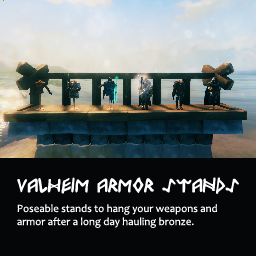 VALHEIM ARMOR STANDS
Poseable stands to hang your weapons and
armor after a long day hauling bronze.